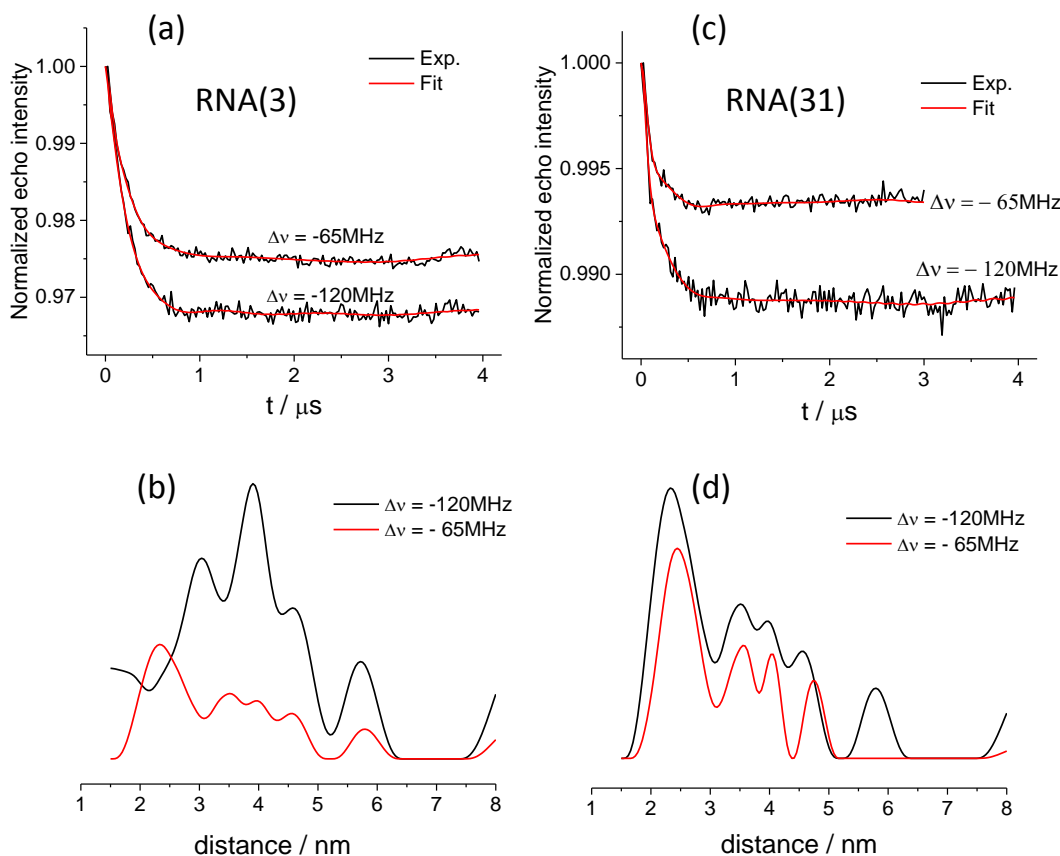 (a)
Exp.
Fit
RNA(3)
Normalized echo intensity
1.00
0.99
0.98
0.97
Δν = -65MHz
Δν = -120MHz
0 1 2 3 4
t / μs
(c)
Exp.
Fit
RNA(31)
Normalized echo intensity
1.000
0.995
0.990
Δν = − 65MHz
Δν = − 120MHz
0 1 2 3 4
t / μs
(b)
Δν = -120MHz
Δν = - 65MHz
1 2 3 4 5 6 7 8
distance / nm
(d)
Δν = -120MHz
Δν = - 65MHz
1 2 3 4 5 6 7 8
distance / nm